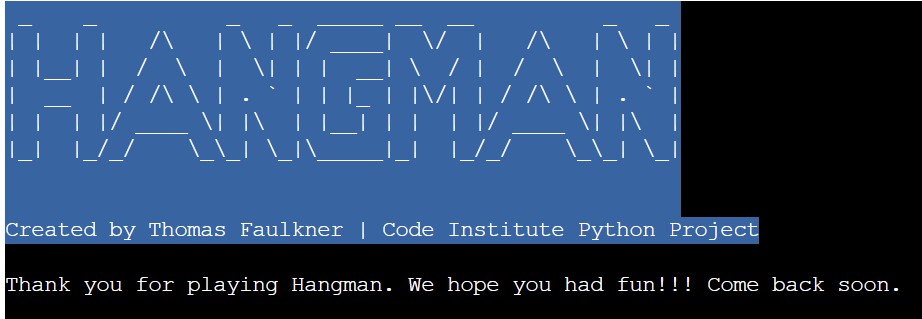 HANGMAN
Created by Thomas Faulkner | Code Institute Python Project
Thank you for playing Hangman. We hope you had fun!!! Come back soon.